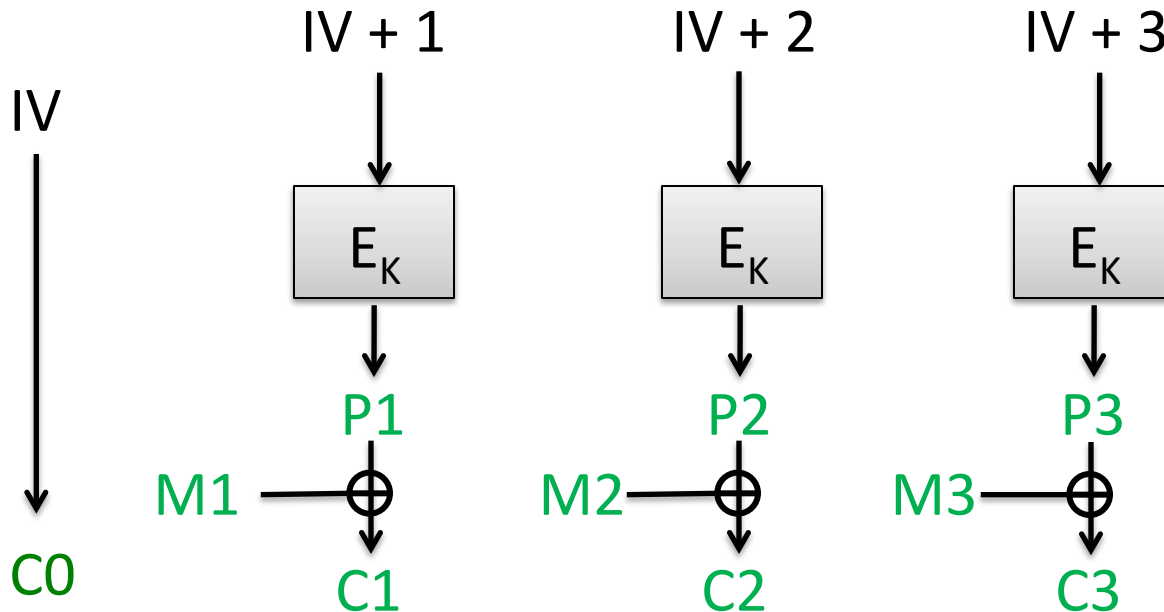 IV + 1 IV + 2 IV + 3
IV
E_K E_K E_K
P1 P2 P3
M1 M2 M3
C0 C1 C2 C3